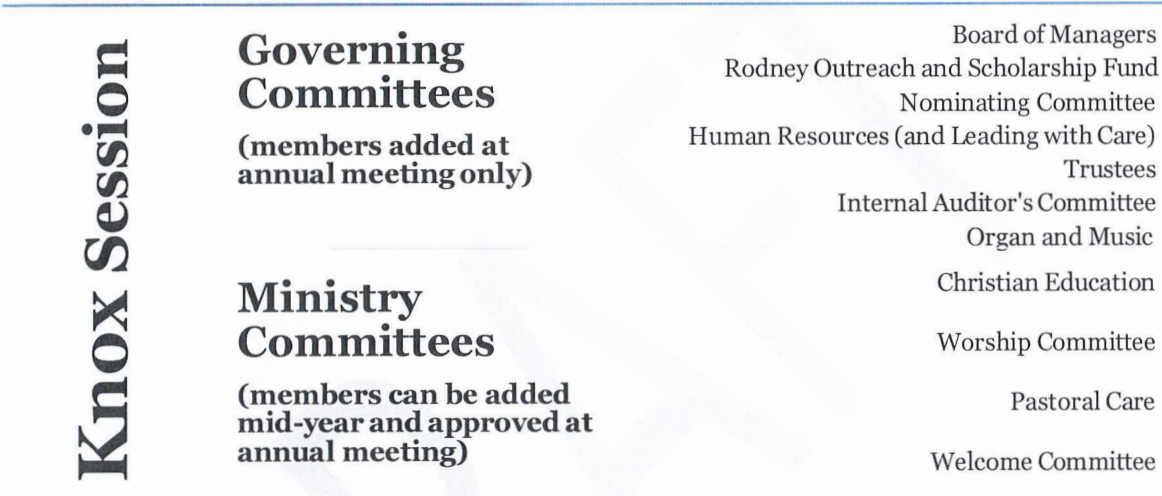 Knox Session
Governing
Committees
(members added at
annual meeting only)
Board of Managers
Rodney Outreach and Scholarship Fund
Nominating Committee
Human Resources (and Leading with Care)
Trustees
Internal Auditor's Committee
Organ and Music
Ministry
Committees
(members can be added
mid-year and approved at
annual meeting)
Christian Education
Worship Committee
Pastoral Care
Welcome Committee